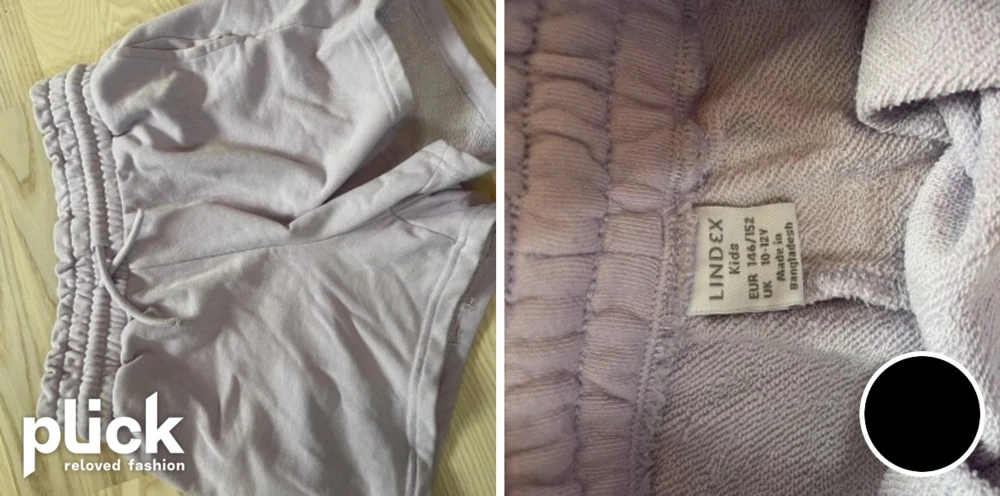 plick
reloved fashion
LINDEX
Kids
EUR 146/152
UK 10-12Y
Made in
Bangladesh